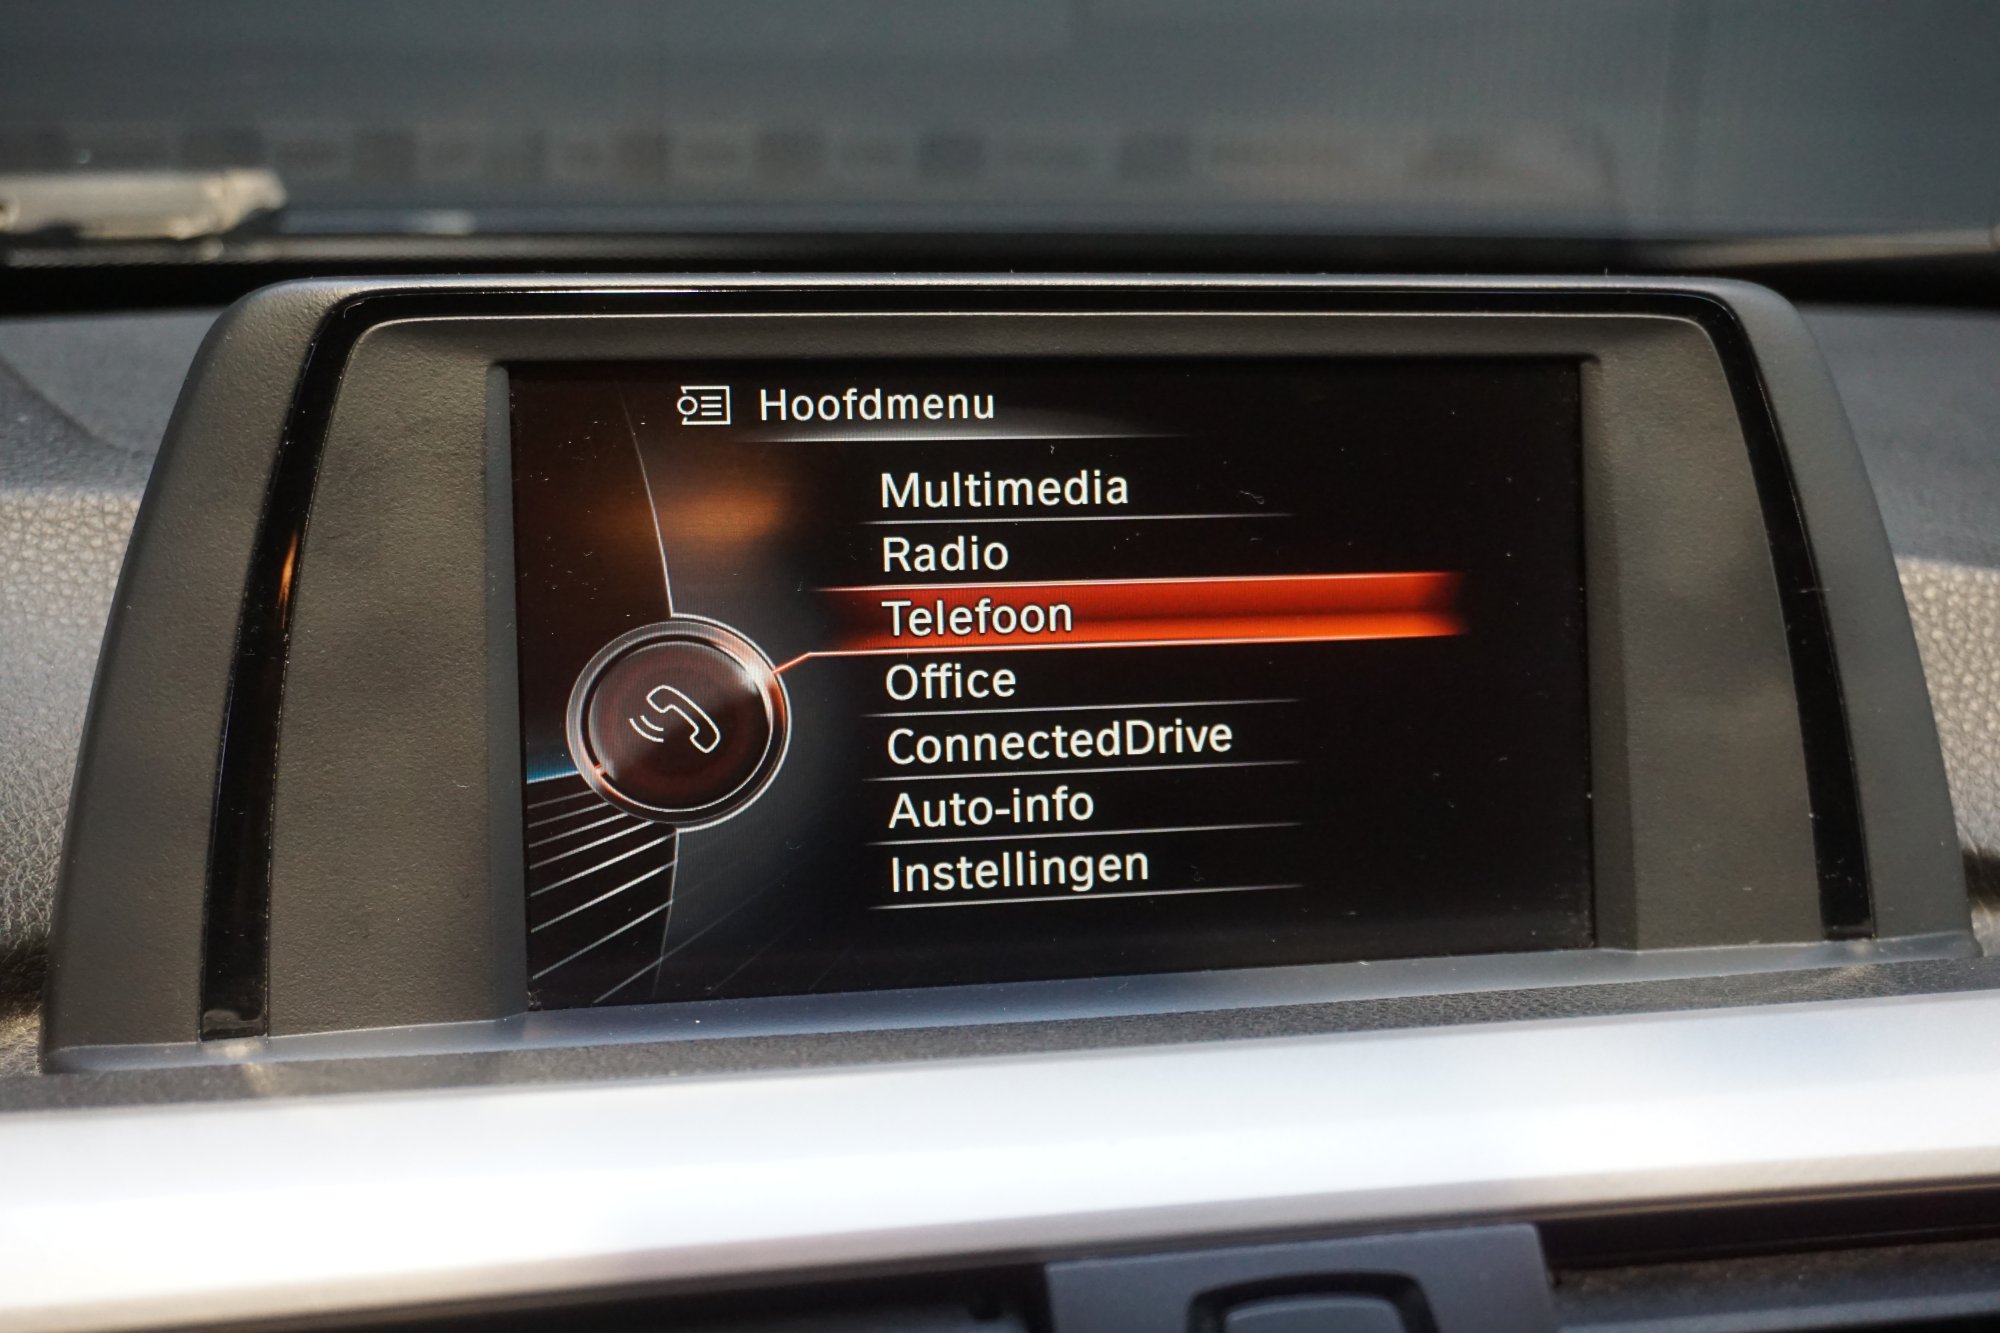 Hoofdmenu
Multimedia
Radio
Telefoon
Office
ConnectedDrive
Auto-info
Instellingen